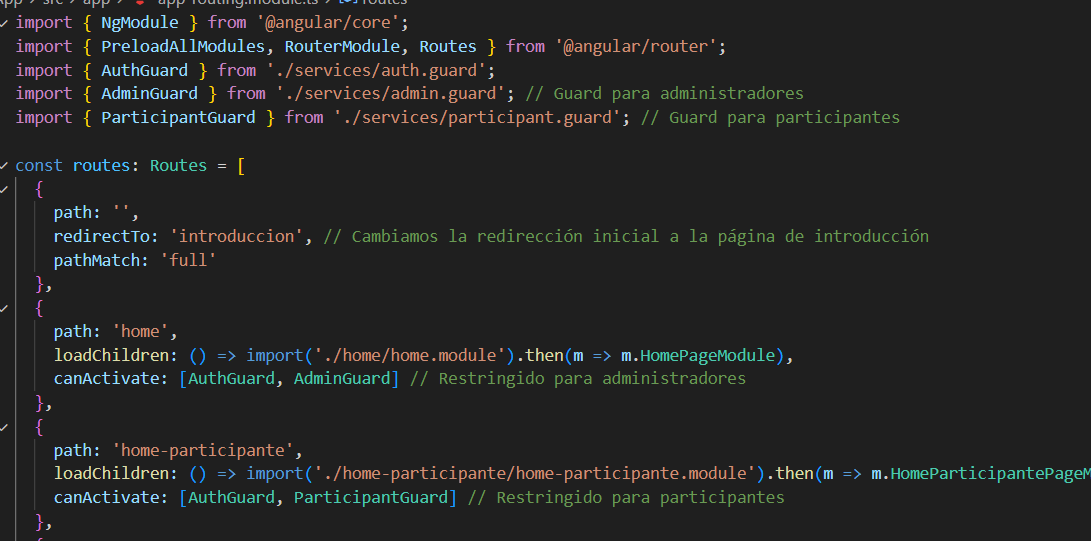 App > src > app > app-routing.module.ts > routes
import { NgModule } from '@angular/core';
import { PreloadAllModules, RouterModule, Routes } from '@angular/router';
import { AuthGuard } from './services/auth.guard';
import { AdminGuard } from './services/admin.guard'; // Guard para administradores
import { ParticipantGuard } from './services/participant.guard'; // Guard para participantes
const routes: Routes = [
{
path: '',
redirectTo: 'introduccion', // Cambiamos la redirección inicial a la página de introducción
pathMatch: 'full'
},
{
path: 'home',
loadChildren: () => import('./home/home.module').then(m => m.HomePageModule),
canActivate: [AuthGuard, AdminGuard] // Restringido para administradores
},
{
path: 'home-participante',
loadChildren: () => import('./home-participante/home-participante.module').then(m => m.HomeParticipantePageM
canActivate: [AuthGuard, ParticipantGuard] // Restringido para participantes
},
{